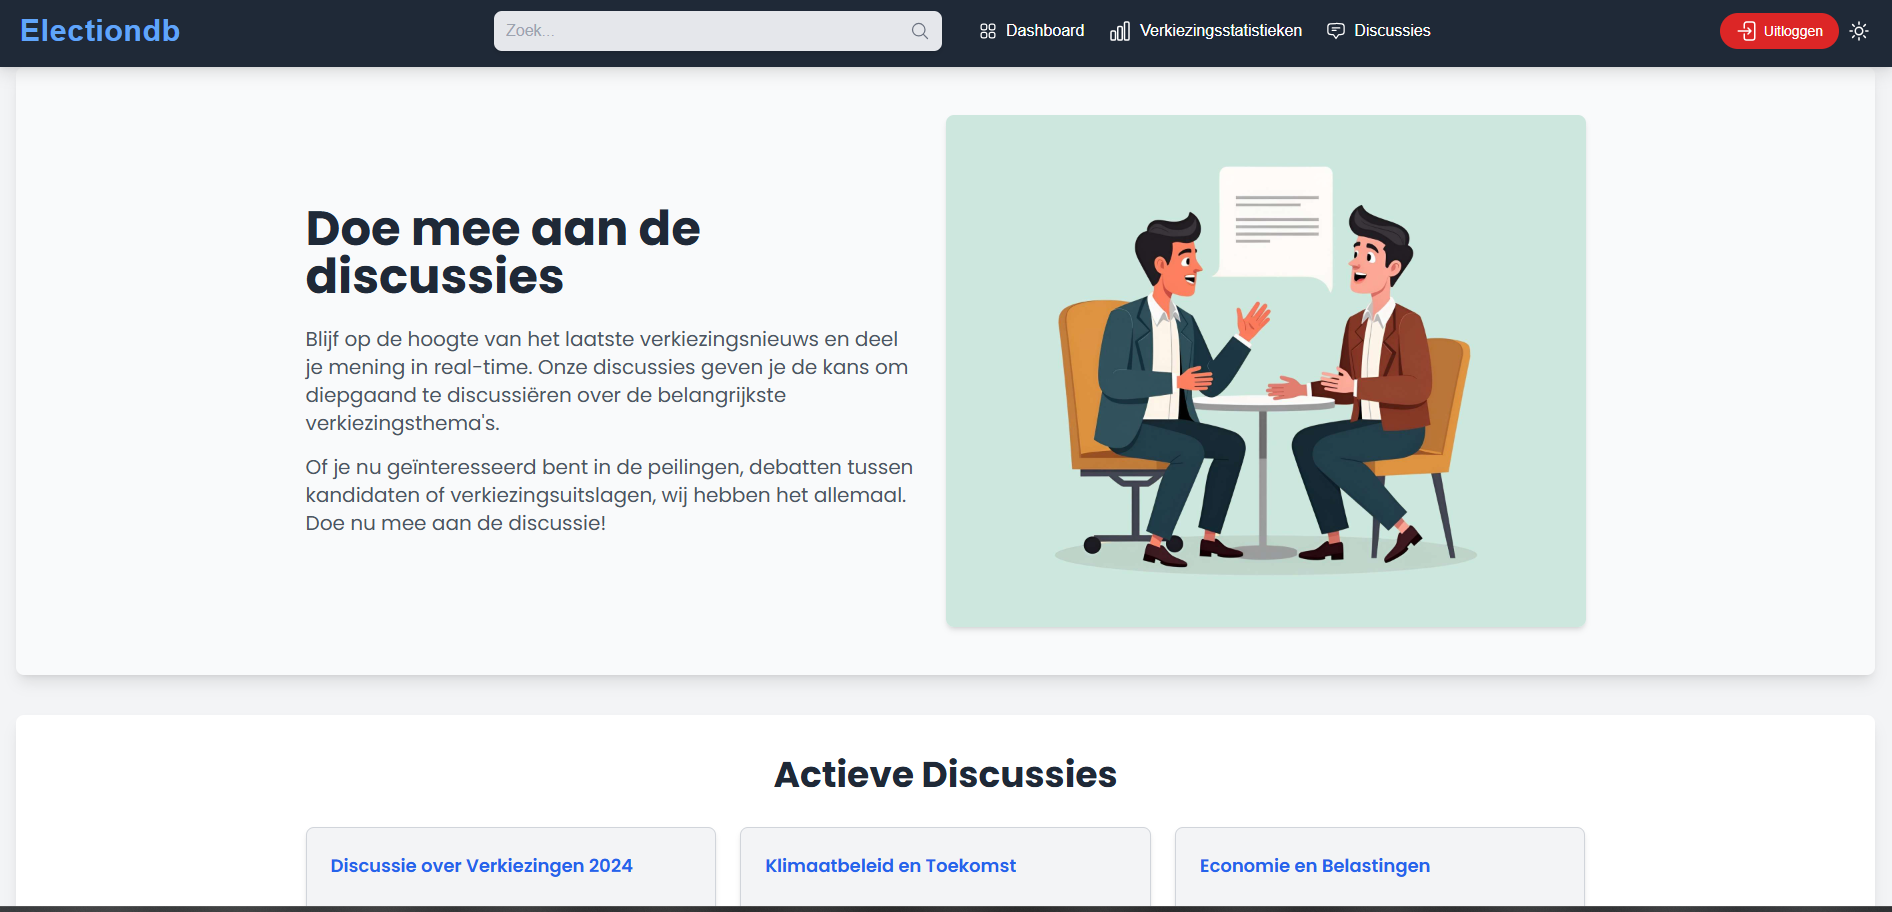 Electiondb
Zoek...
Dashboard
Verkiezingsstatistieken
Discussies
Uitloggen
Doe mee aan de
discussies
Blijf op de hoogte van het laatste verkiezingsnieuws en deel
je mening in real-time. Onze discussies geven je de kans om
diepgaand te discussiëren over de belangrijkste
verkiezingsthema's.
Of je nu geïnteresseerd bent in de peilingen, debatten tussen
kandidaten of verkiezingsuitslagen, wij hebben het allemaal.
Doe nu mee aan de discussie!
Actieve Discussies
Discussie over Verkiezingen 2024
Klimaatbeleid en Toekomst
Economie en Belastingen